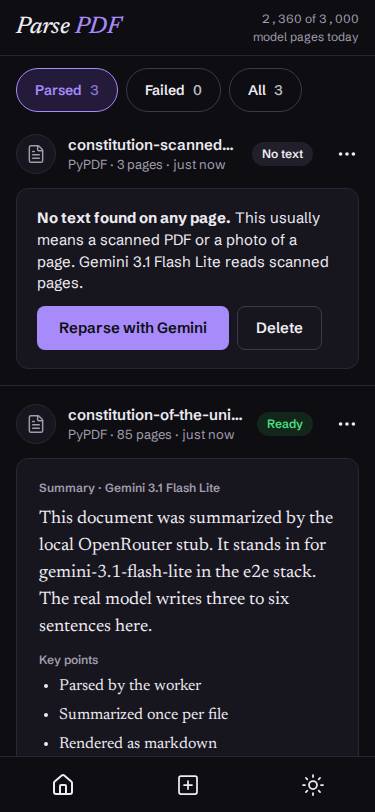 Parse PDF
2,360 of 3,000
model pages today
Parsed 3
Failed 0
All 3
constitution-scanned...
PyPDF · 3 pages · just now
No text
No text found on any page. This usually
means a scanned PDF or a photo of a
page. Gemini 3.1 Flash Lite reads scanned
pages.
Reparse with Gemini
Delete
constitution-of-the-uni...
PyPDF · 85 pages · just now
Ready
Summary · Gemini 3.1 Flash Lite
This document was summarized by the
local OpenRouter stub. It stands in for
gemini-3.1-flash-lite in the e2e stack.
The real model writes three to six
sentences here.
Key points
• Parsed by the worker
• Summarized once per file
• Rendered as markdown